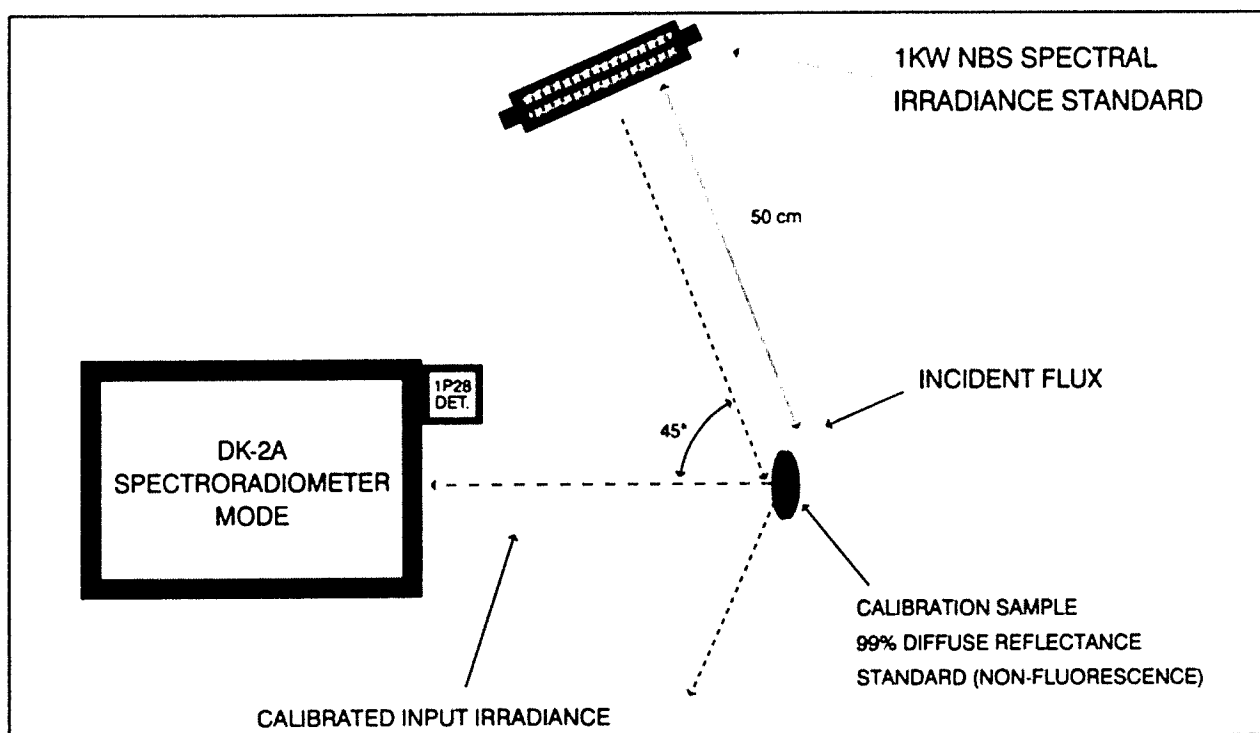 1KW NBS SPECTRAL
IRRADIANCE STANDARD
50 cm
INCIDENT FLUX
1P28
DET.
45°
DK-2A
SPECTRORADIOMETER
MODE
CALIBRATION SAMPLE
99% DIFFUSE REFLECTANCE
STANDARD (NON-FLUORESCENCE)
CALIBRATED INPUT IRRADIANCE